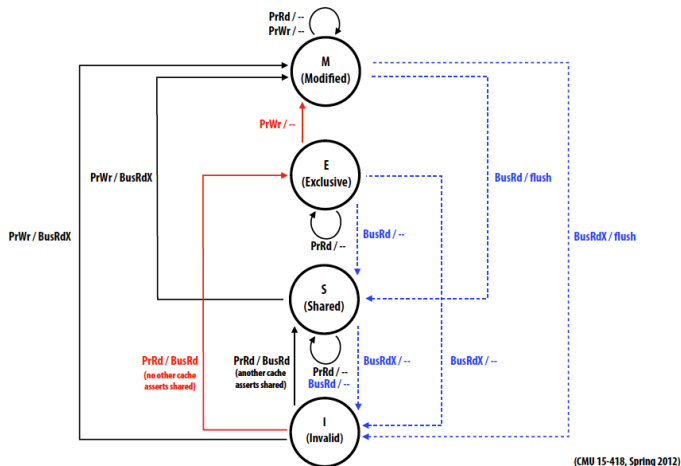 PrRd / --
PrWr / --
M
(Modified)
PrWr / --
E
(Exclusive)
PrWr / BusRdX
BusRd / flush
PrWr / BusRdX
BusRd / --
BusRdX / flush
PrRd / --
S
(Shared)
PrRd / BusRd
(no other cache
asserts shared)
PrRd / BusRd
(another cache
asserts shared)
PrRd / --
BusRd / --
BusRdX / --
BusRdX / --
I
(Invalid)
(CMU 15-418, Spring 2012)